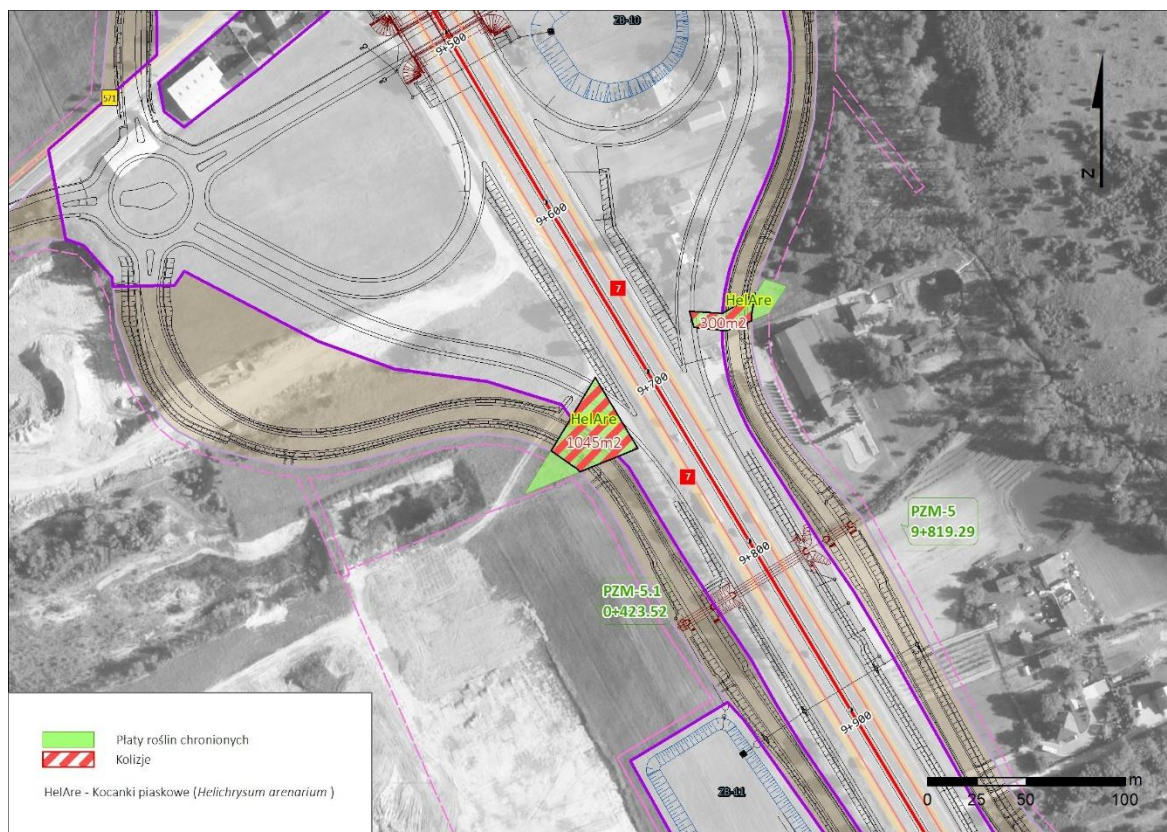 ZB-10
9+500
571
N
9+600
7
HelAre
300m2
9+700
HelAre
1045m2
7
PZM-5
9+819.29
9+800
PZM-5.1
0+423.52
9+900
ZB-11
Płaty roślin chronionych
Kolizje
HelAre - Kocanki piaskowe (Helichrysum arenarium )
m
0 25 50 100